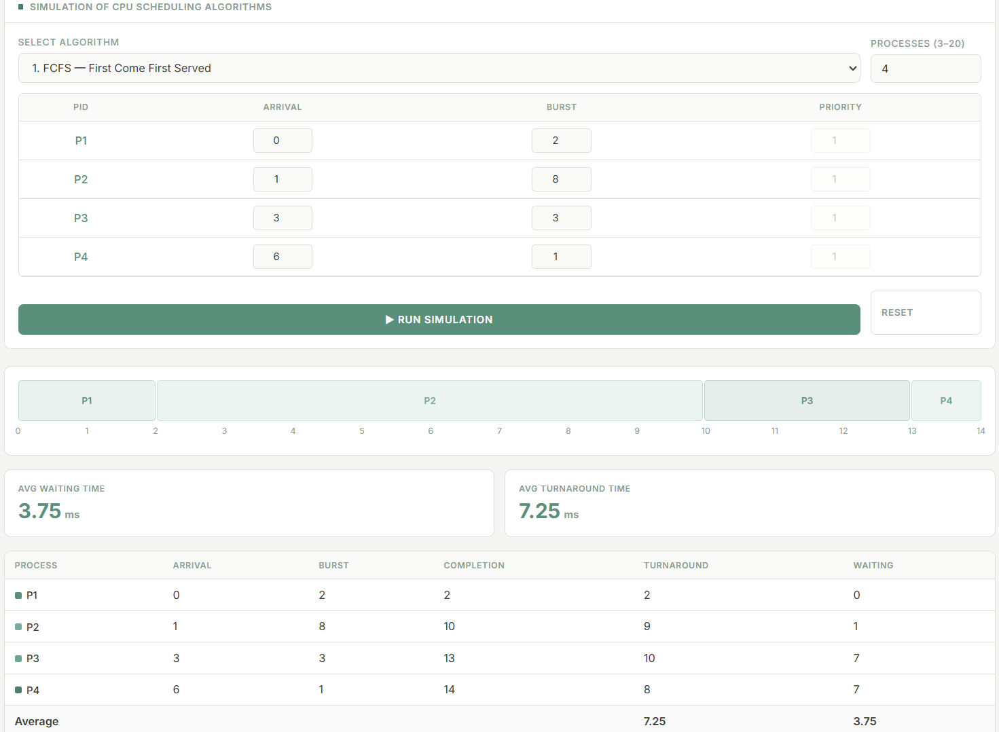 SIMULATION OF CPU SCHEDULING ALGORITHMS
SELECT ALGORITHM
PROCESSES (3–20)
1. FCFS — First Come First Served
4
PID ARRIVAL BURST PRIORITY
P1 0 2 1
P2 1 8 1
P3 3 3 1
P4 6 1 1
▶ RUN SIMULATION
RESET
P1 P2 P3 P4
0 1 2 3 4 5 6 7 8 9 10 11 12 13 14
AVG WAITING TIME
3.75 ms
AVG TURNAROUND TIME
7.25 ms
PROCESS ARRIVAL BURST COMPLETION TURNAROUND WAITING
P1 0 2 2 2 0
P2 1 8 10 9 1
P3 3 3 13 10 7
P4 6 1 14 8 7
Average 7.25 3.75